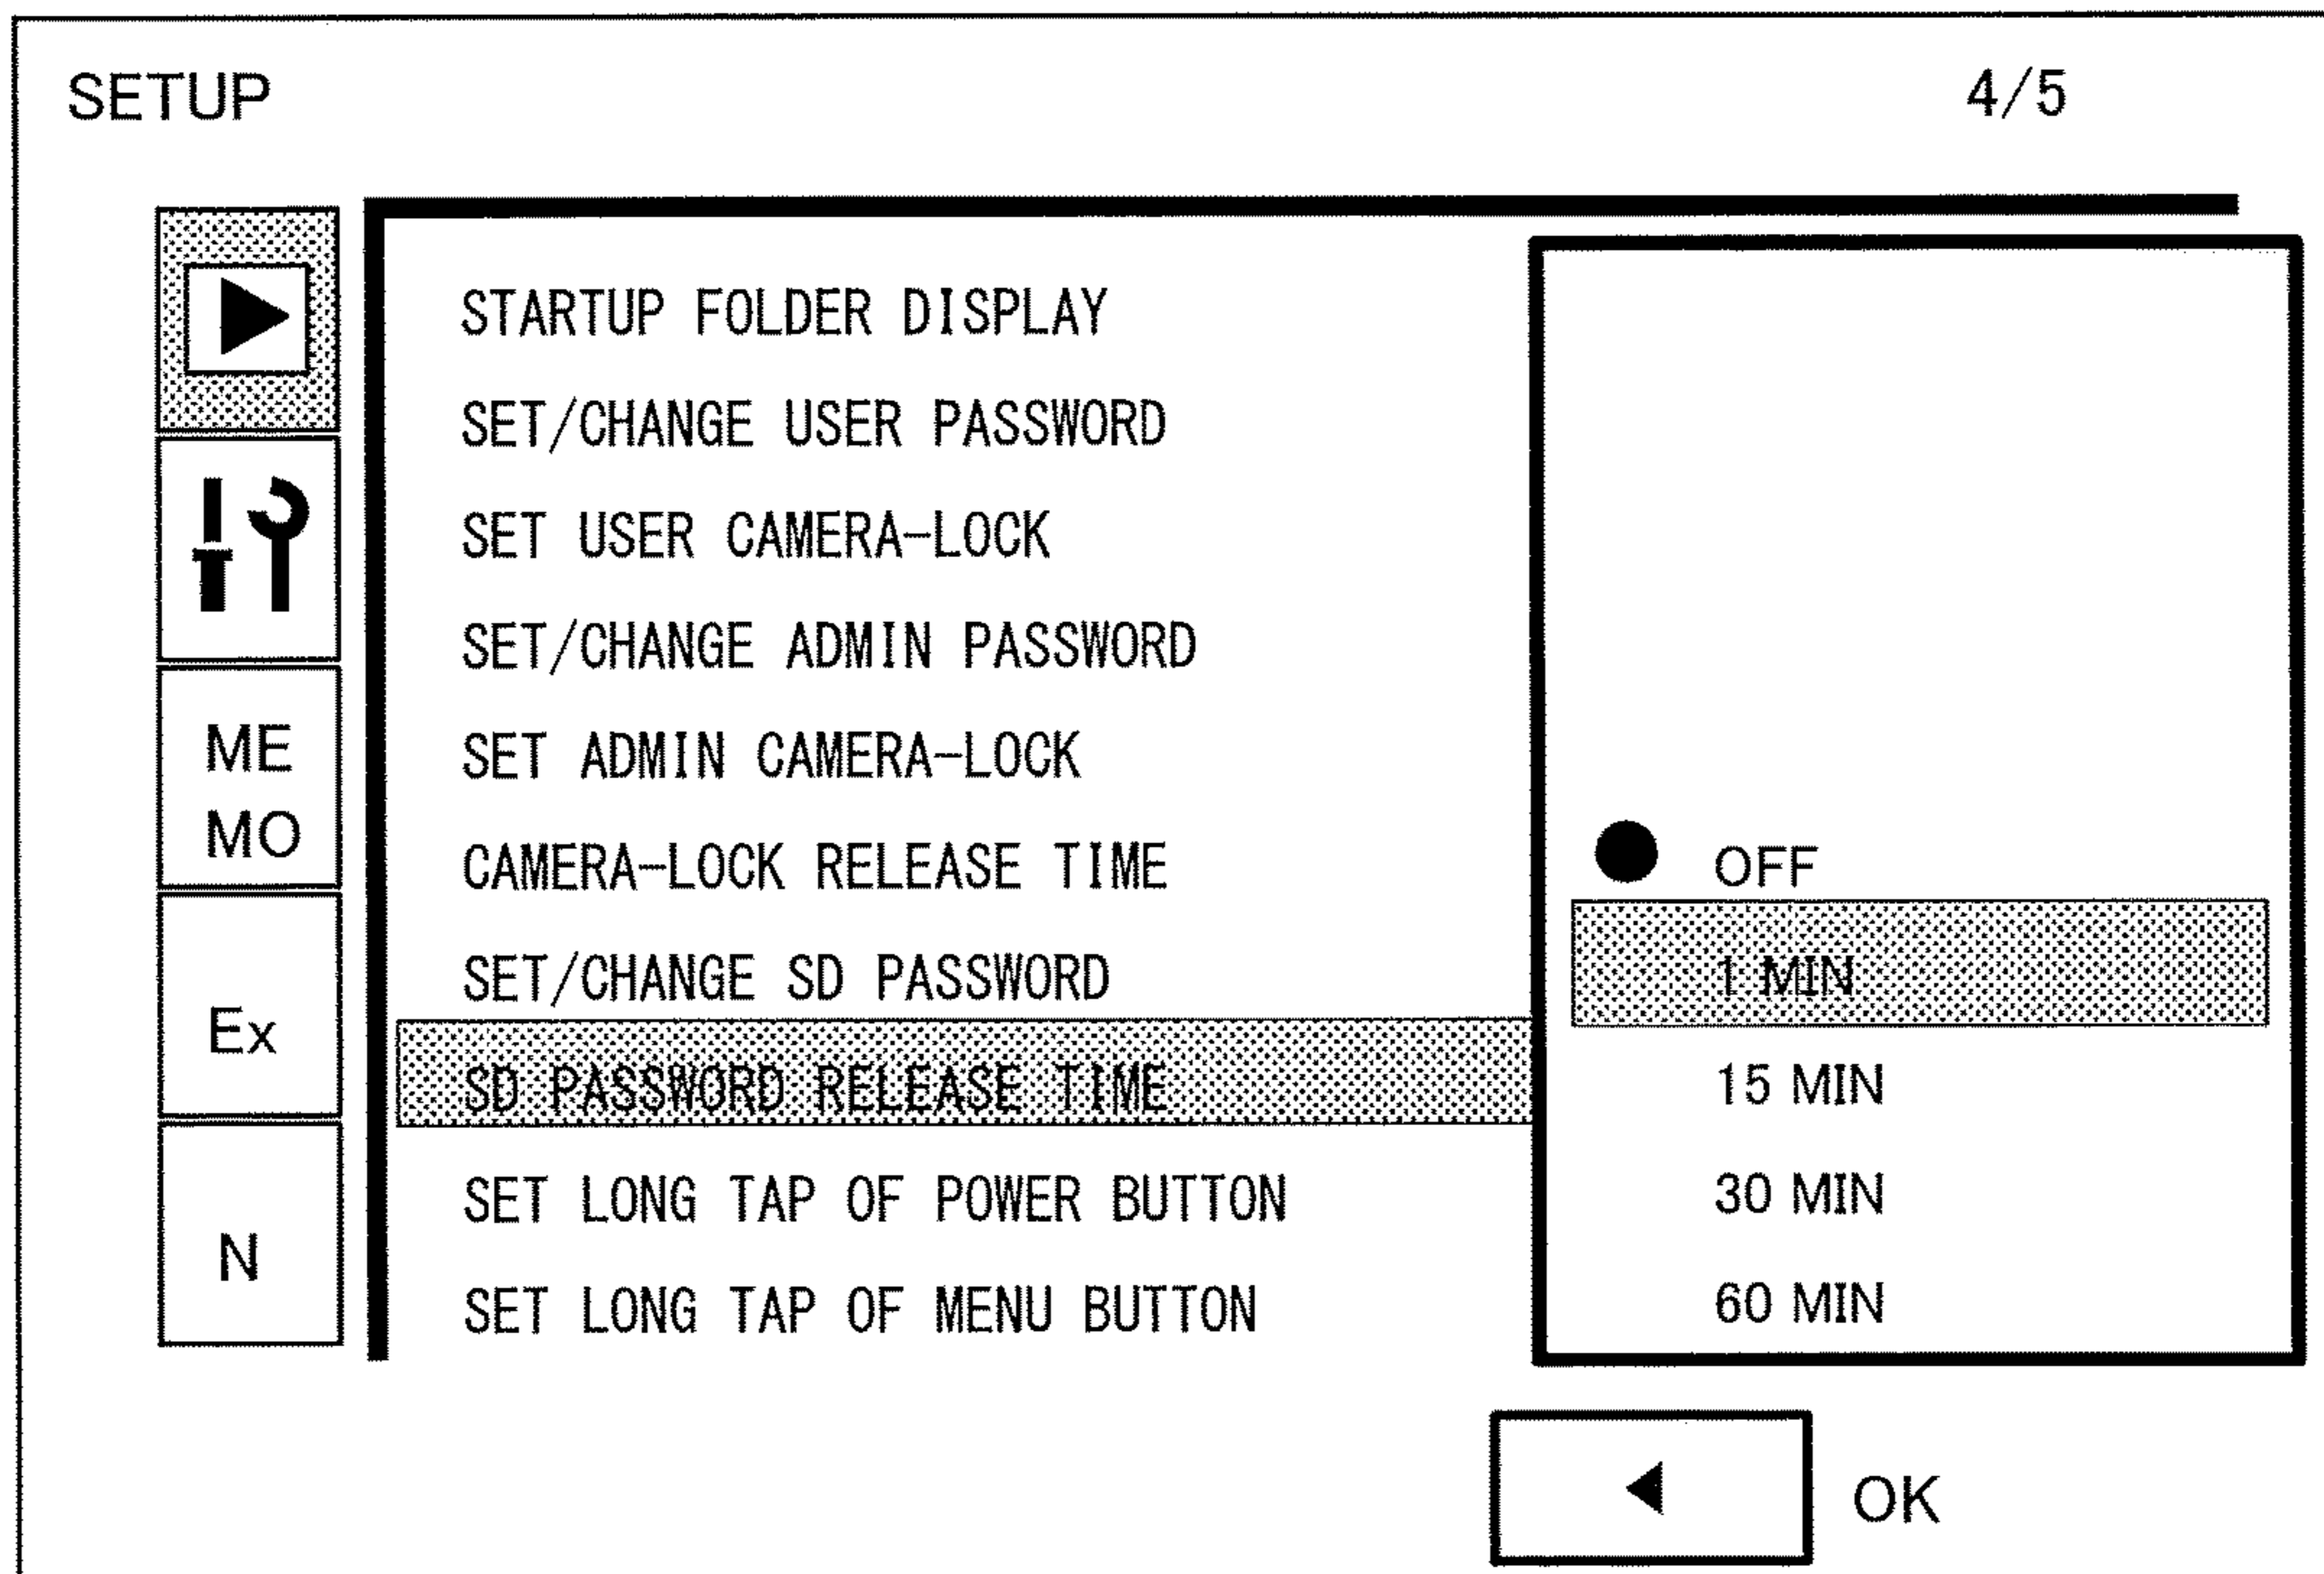 SETUP
4/5
ME
MO
Ex
N
STARTUP FOLDER DISPLAY
SET/CHANGE USER PASSWORD
SET USER CAMERA-LOCK
SET/CHANGE ADMIN PASSWORD
SET ADMIN CAMERA-LOCK
CAMERA-LOCK RELEASE TIME
SET/CHANGE SD PASSWORD
SD PASSWORD RELEASE TIME
SET LONG TAP OF POWER BUTTON
SET LONG TAP OF MENU BUTTON
OFF
1 MIN
15 MIN
30 MIN
60 MIN
OK